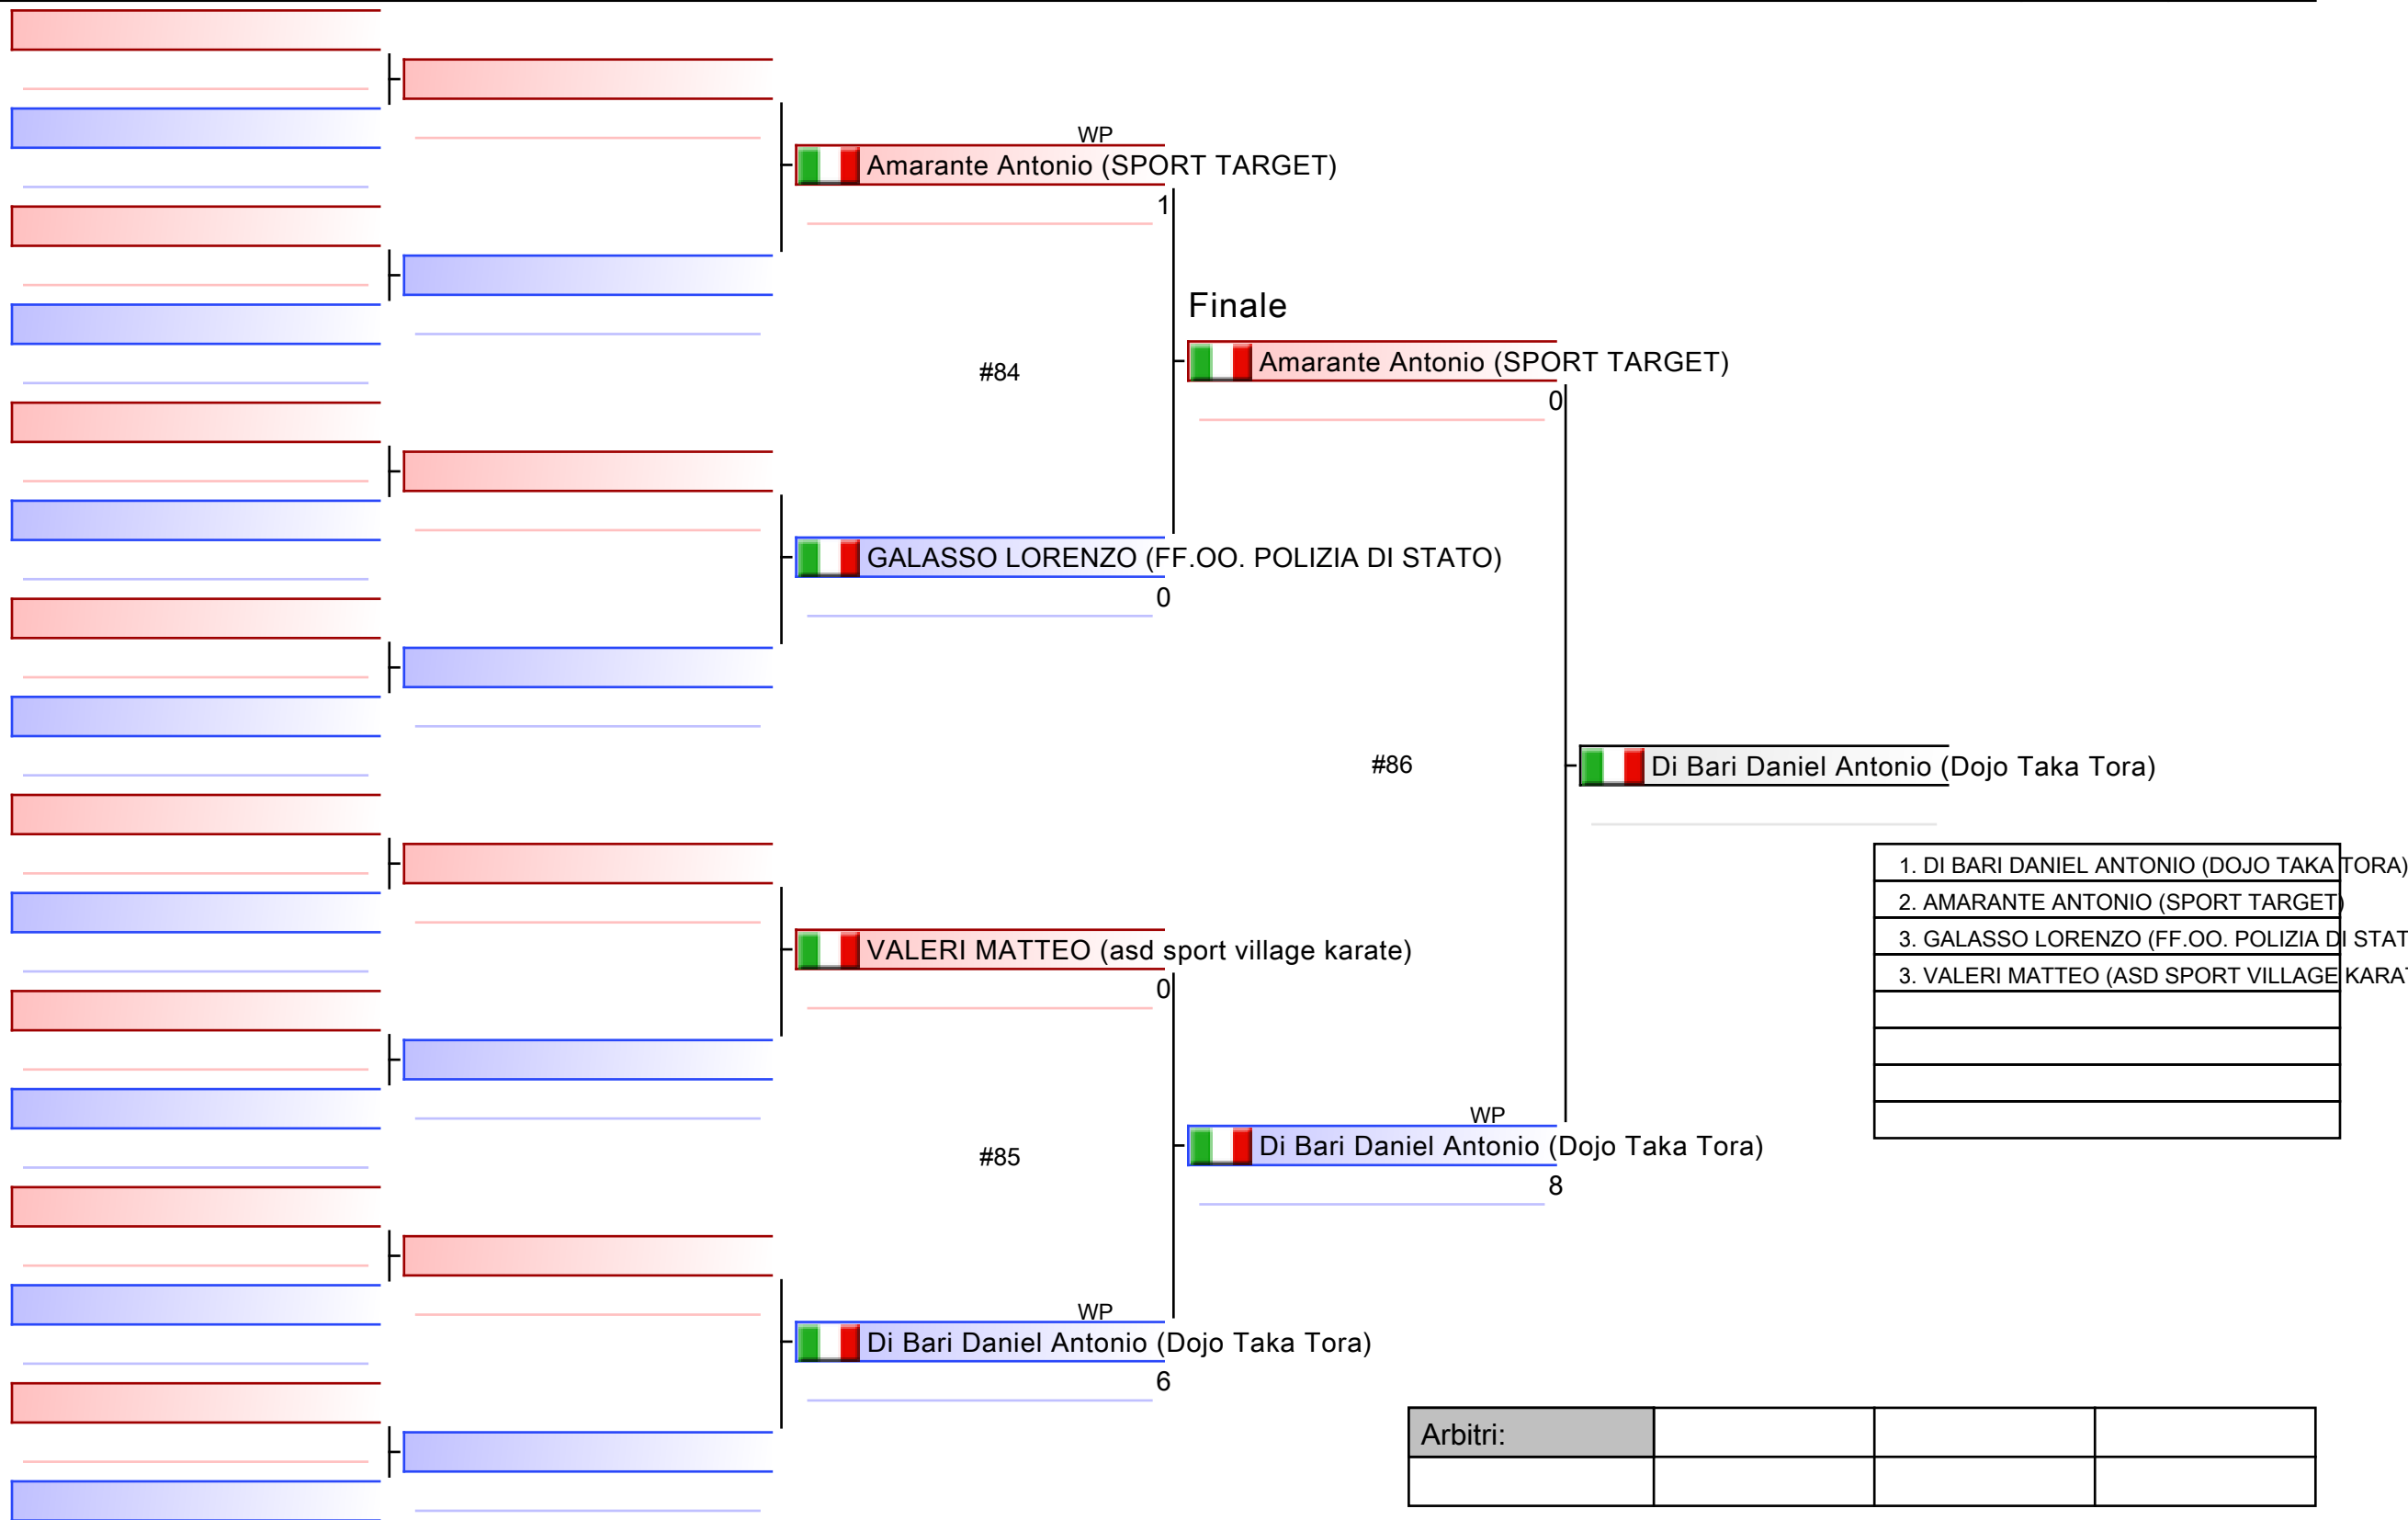 WP
Amarante Antonio (SPORT TARGET)
1
Finale
#84
Amarante Antonio (SPORT TARGET)
0
GALASSO LORENZO (FF.OO. POLIZIA DI STATO)
0
#86
Di Bari Daniel Antonio (Dojo Taka Tora)
1. DI BARI DANIEL ANTONIO (DOJO TAKA TORA)
2. AMARANTE ANTONIO (SPORT TARGET)
3. GALASSO LORENZO (FF.OO. POLIZIA DI STAT
3. VALERI MATTEO (ASD SPORT VILLAGE KARAT
VALERI MATTEO (asd sport village karate)
0
#85
WP
Di Bari Daniel Antonio (Dojo Taka Tora)
8
WP
Di Bari Daniel Antonio (Dojo Taka Tora)
6
Arbitri: